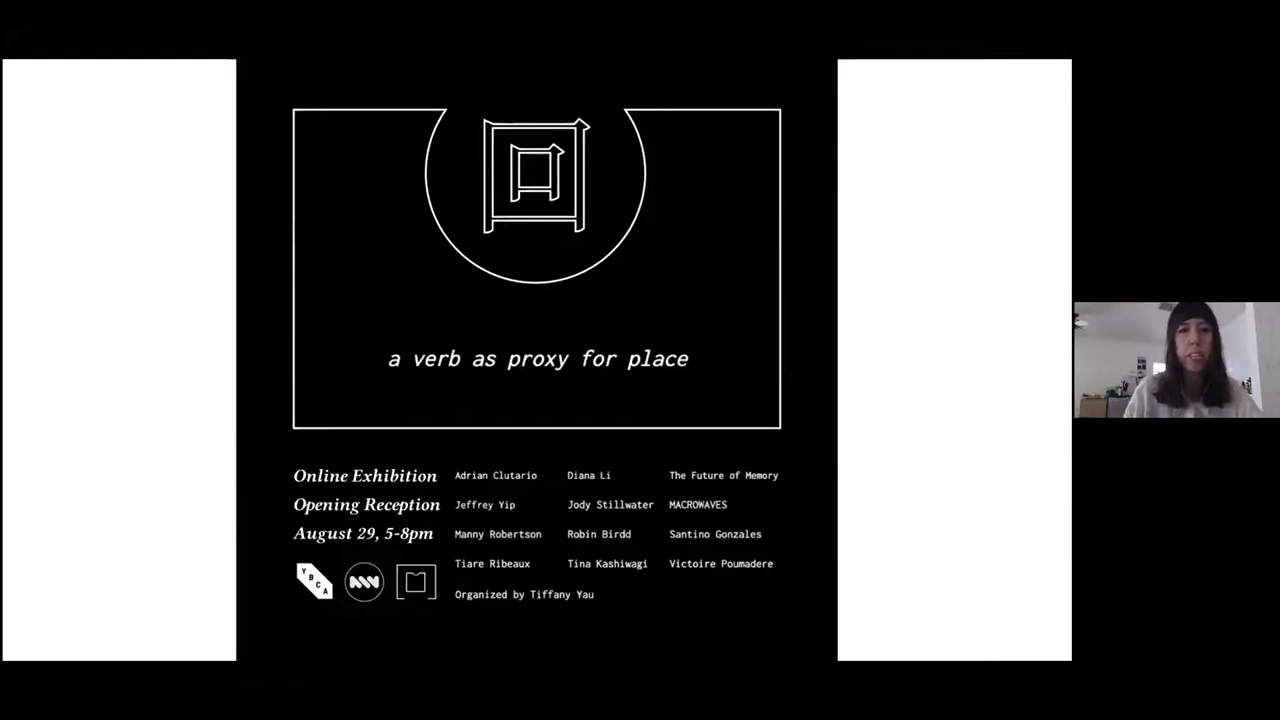 回
a verb as proxy for place
Online Exhibition
Opening Reception
August 29, 5-8pm
YBCA
Adrian Clutario Diana Li The Future of Memory
Jeffrey Yip Jody Stillwater MACROWAVES
Manny Robertson Robin Birdd Santino Gonzales
Tiare Ribeaux Tina Kashiwagi Victoire Poumadere
Organized by Tiffany Yau